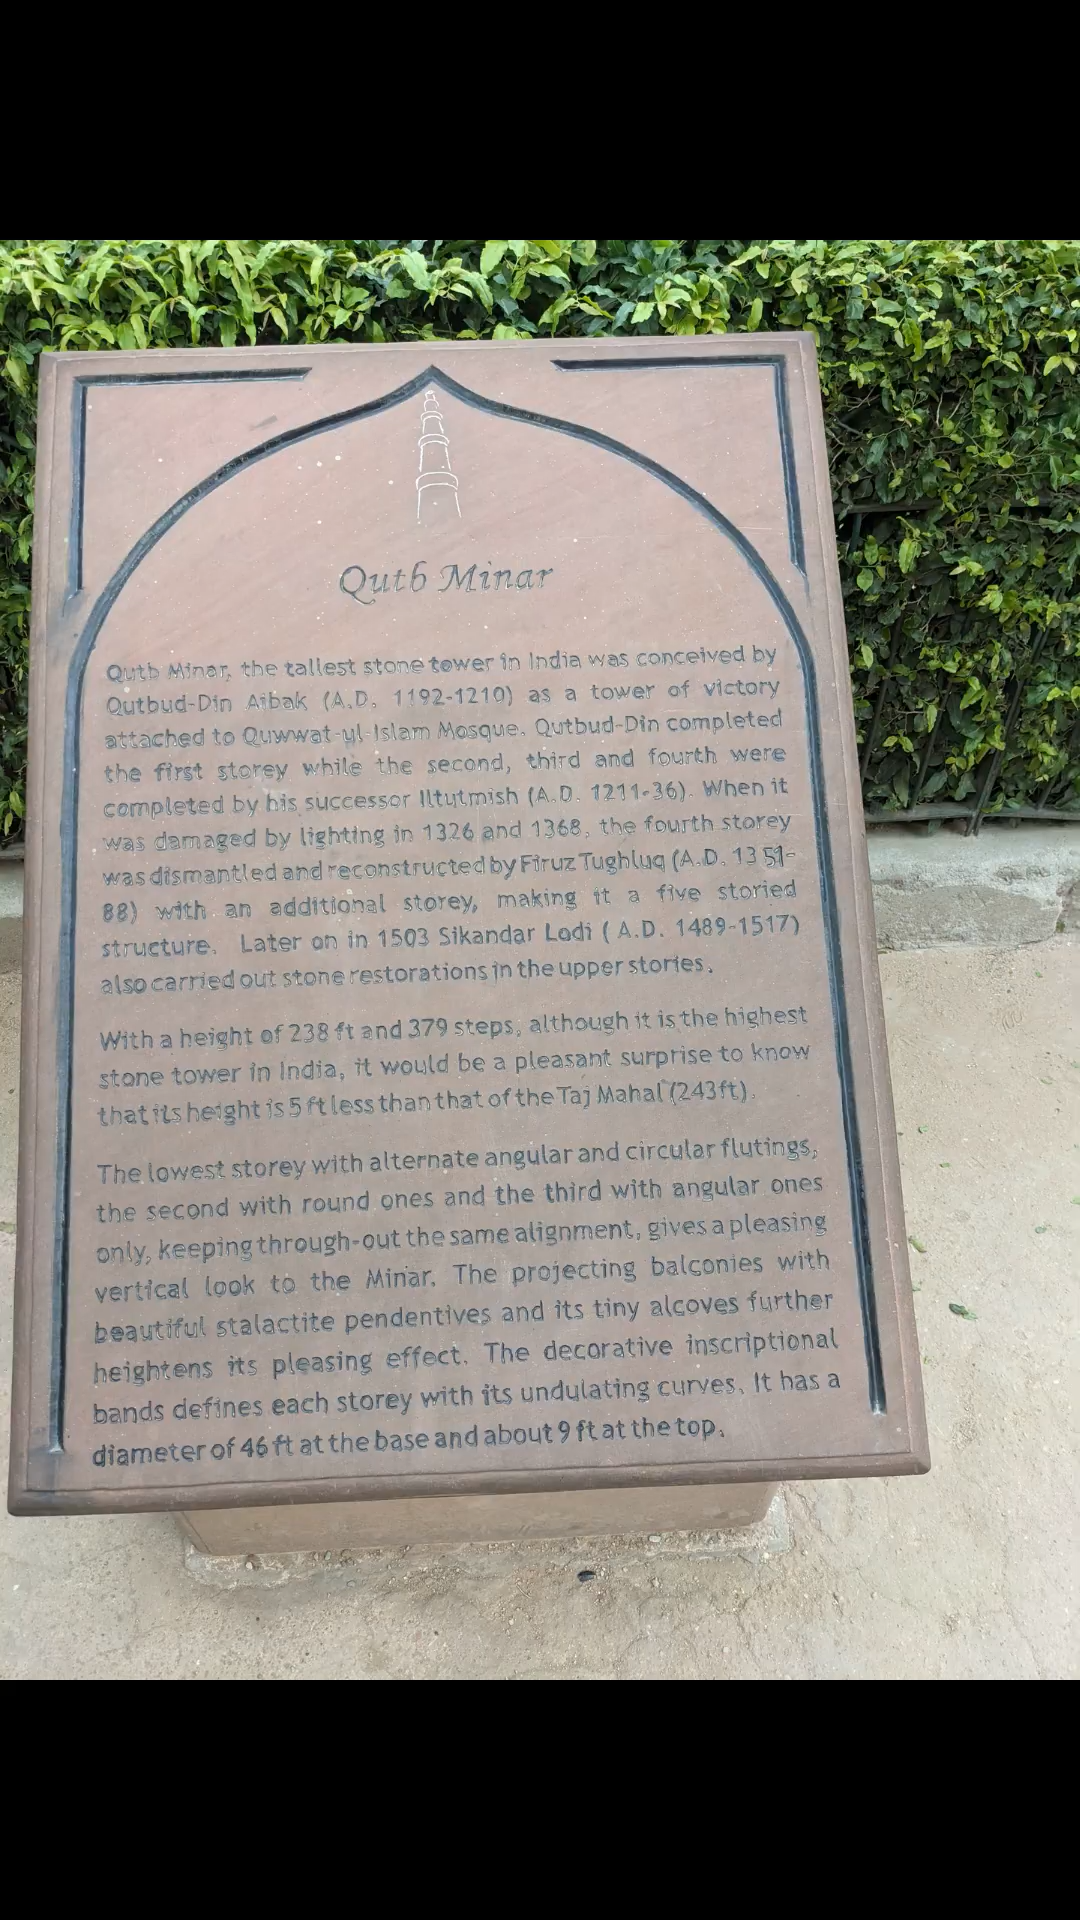 Qutb Minar
Qutb Minar, the tallest stone tower in India was conceived by
Qutbud-Din Aibak (A.D. 1192-1210) as a tower of victory
attached to Quwwat-ul-Islam Mosque. Qutbud-Din completed
the first storey while the second, third and fourth were
completed by his successor Iltutmish (A.D. 1211-36). When it
was damaged by lighting in 1326 and 1368, the fourth storey
was dismantled and reconstructed by Firuz Tughluq (A.D. 1351-
88) with an additional storey, making it a five storied
structure. Later on in 1503 Sikandar Lodi ( A.D. 1489-1517)
also carried out stone restorations in the upper stories.
With a height of 238 ft and 379 steps, although it is the highest
stone tower in India, it would be a pleasant surprise to know
that its height is 5 ft less than that of the Taj Mahal (243ft).
The lowest storey with alternate angular and circular flutings,
the second with round ones and the third with angular ones
only, keeping through-out the same alignment, gives a pleasing
vertical look to the Minar. The projecting balconies with
beautiful stalactite pendentives and its tiny alcoves further
heightens its pleasing effect. The decorative inscriptional
bands defines each storey with its undulating curves. It has a
diameter of 46 ft at the base and about 9 ft at the top.